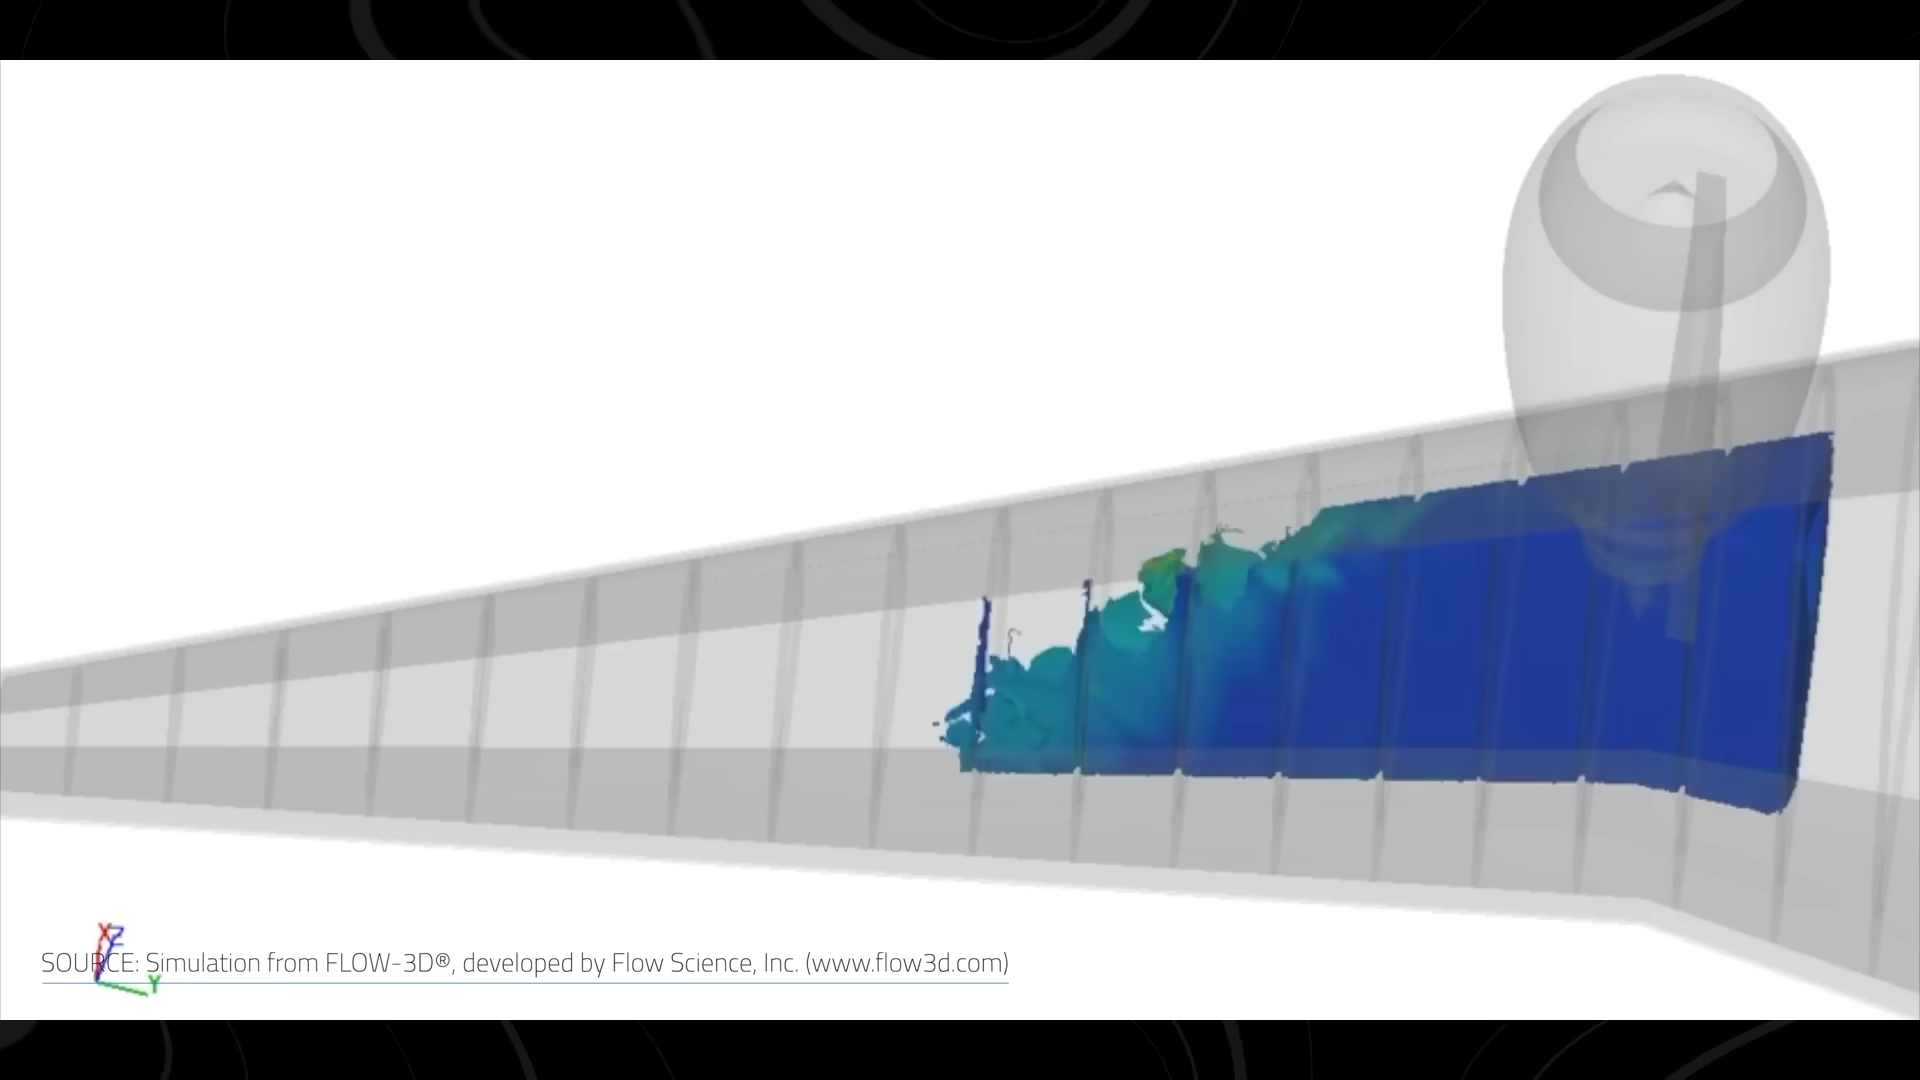 X
Z
Y
SOURCE: Simulation from FLOW-3D®, developed by Flow Science, Inc. (www.flow3d.com)